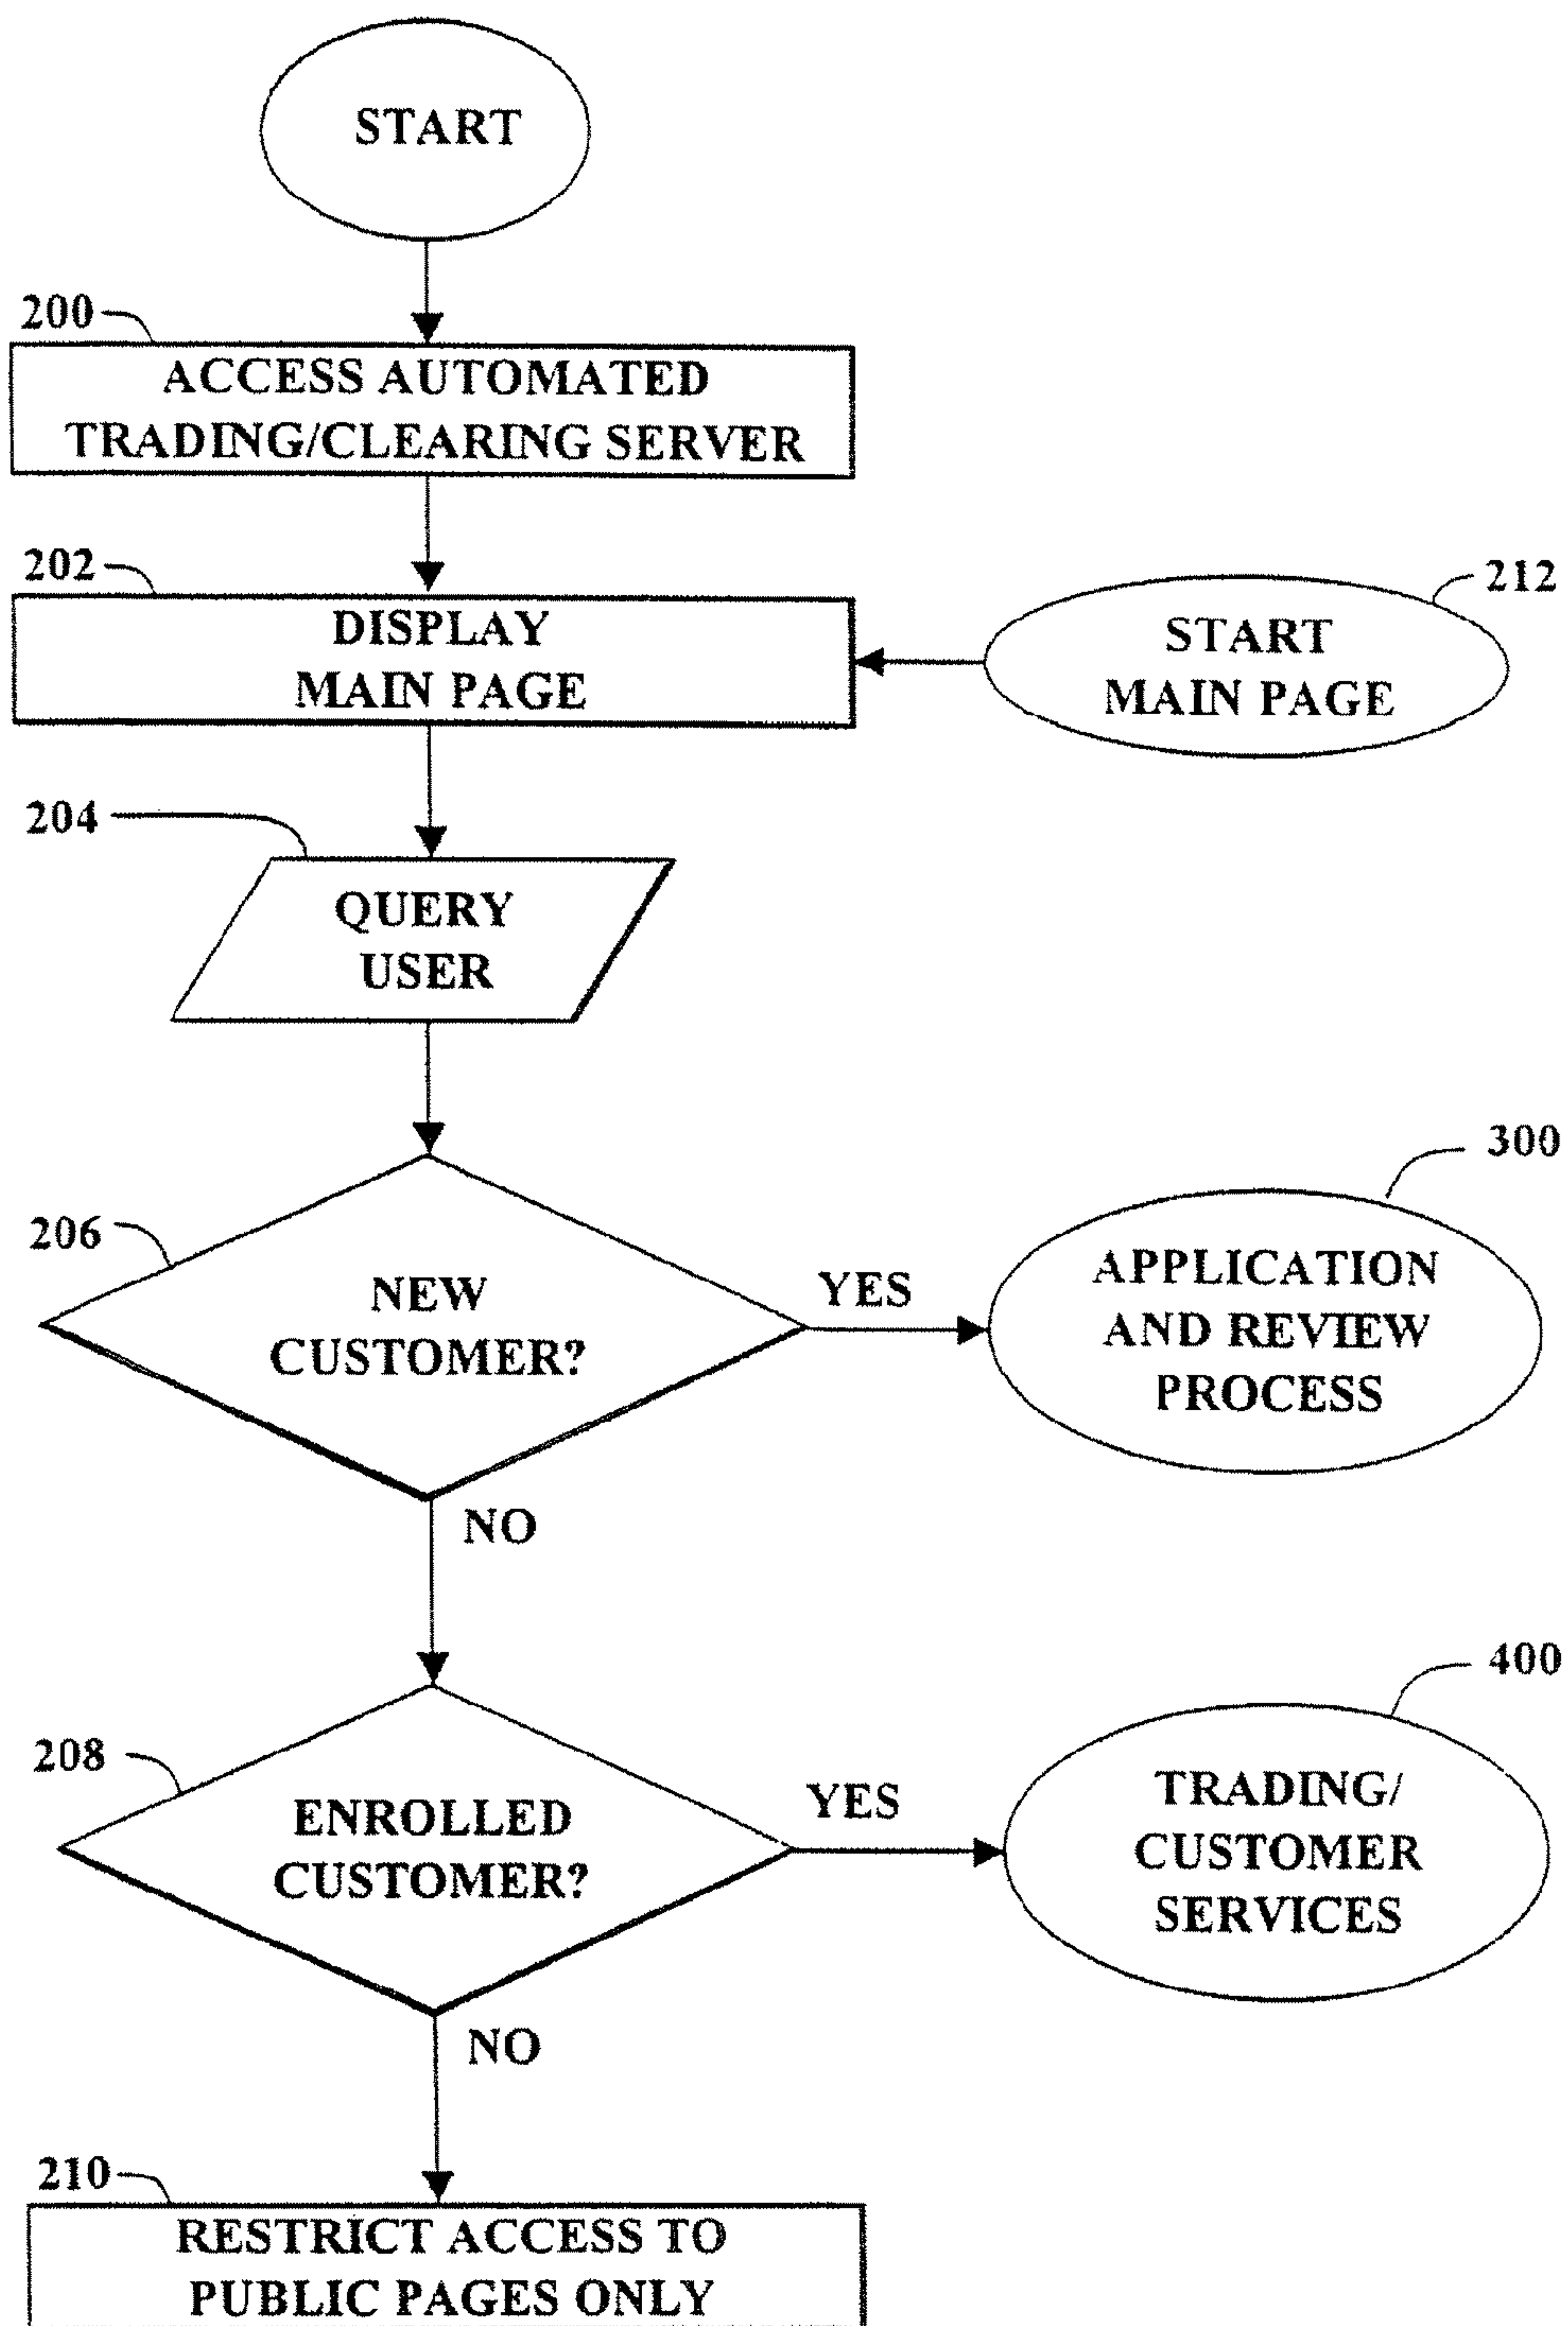 START
200
ACCESS AUTOMATED
TRADING/CLEARING SERVER
202
DISPLAY
MAIN PAGE
212
START
MAIN PAGE
204
QUERY
USER
206
NEW
CUSTOMER?
YES
300
APPLICATION
AND REVIEW
PROCESS
NO
208
ENROLLED
CUSTOMER?
YES
400
TRADING/
CUSTOMER
SERVICES
NO
210
RESTRICT ACCESS TO
PUBLIC PAGES ONLY